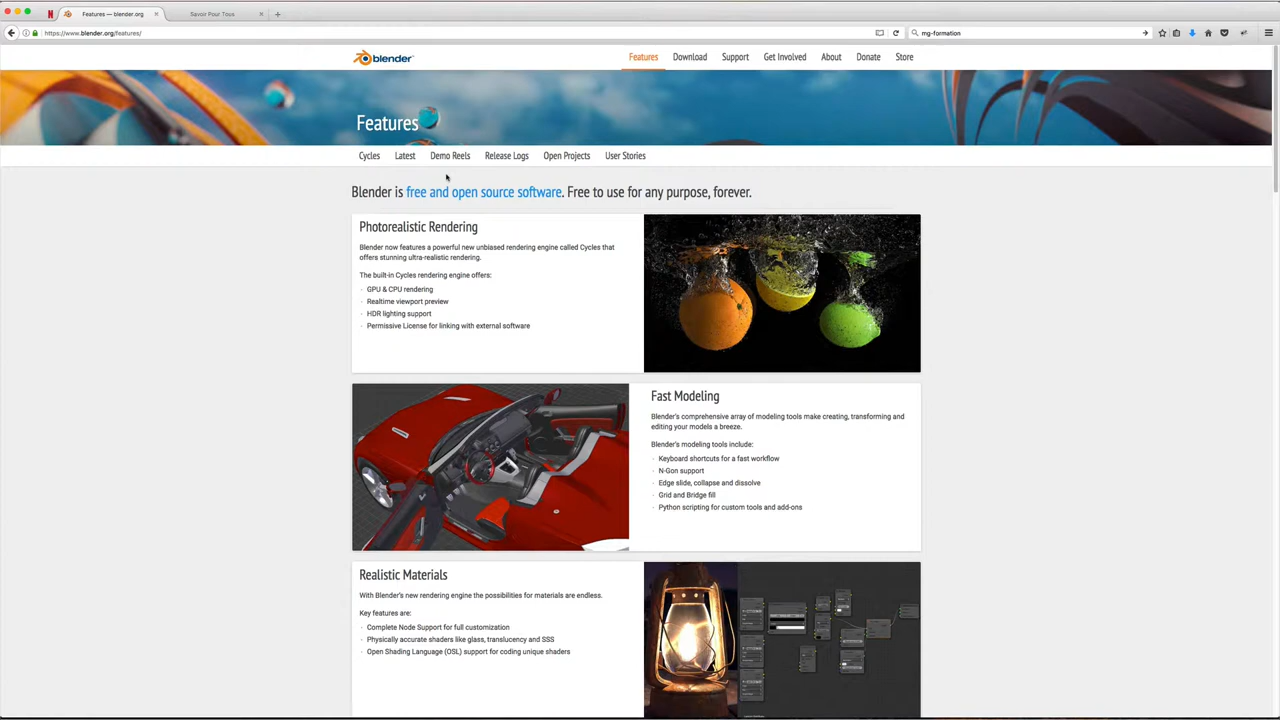 Features — blender.org
Savoir Pour Tous
https://www.blender.org/features/
mg-formation
blender
Features
Download
Support
Get Involved
About
Donate
Store
Features
Cycles
Latest
Demo Reels
Release Logs
Open Projects
User Stories
Blender is free and open source software. Free to use for any purpose, forever.
Photorealistic Rendering
Blender now features a powerful new unbiased rendering engine called Cycles that
offers stunning ultra-realistic rendering.
The built-in Cycles rendering engine offers:
· GPU & CPU rendering
· Realtime viewport preview
· HDR lighting support
· Permissive License for linking with external software
Fast Modeling
Blender's comprehensive array of modeling tools make creating, transforming and
editing your models a breeze.
Blender's modeling tools include:
· Keyboard shortcuts for a fast workflow
· N-Gon support
· Edge slide, collapse and dissolve
· Grid and Bridge fill
· Python scripting for custom tools and add-ons
Realistic Materials
With Blender's new rendering engine the possibilities for materials are endless.
Key features are:
· Complete Node Support for full customization
· Physically accurate shaders like glass, translucency and SSS
· Open Shading Language (OSL) support for coding unique shaders